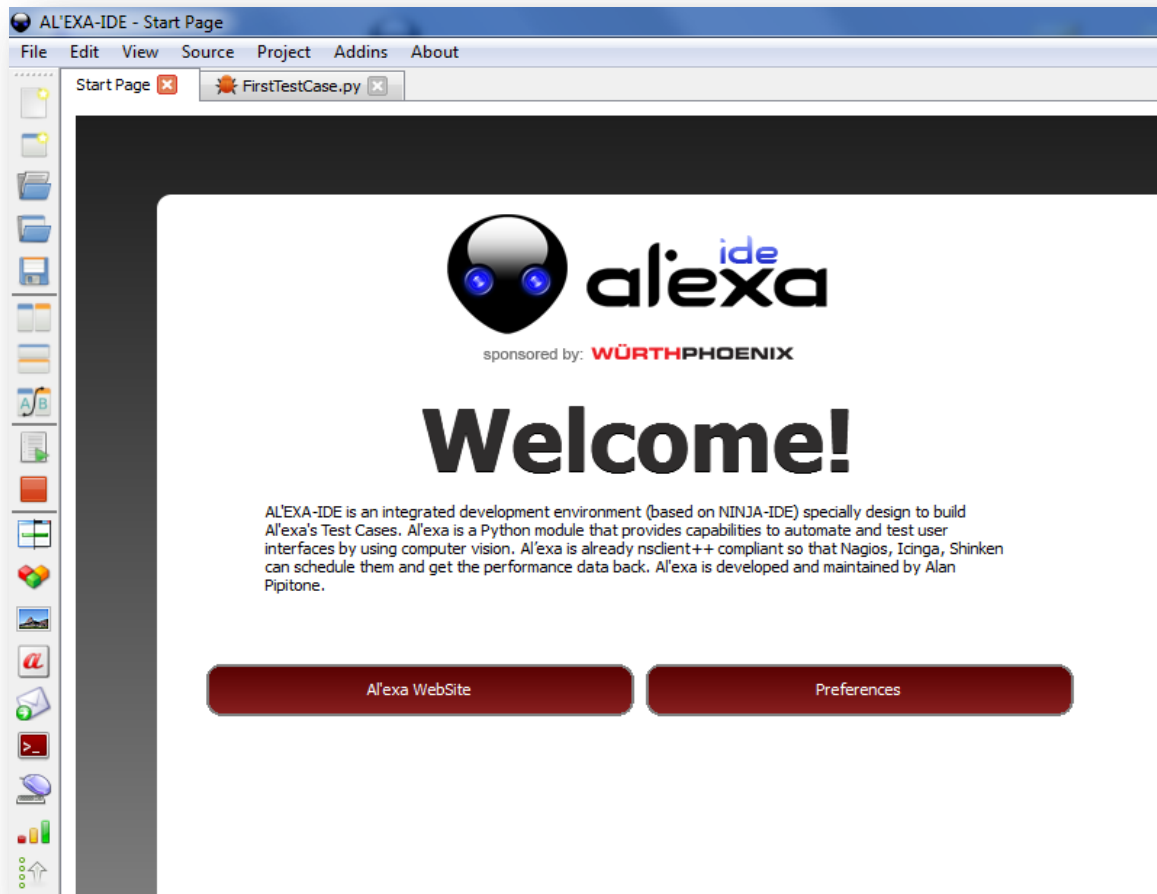 AL'EXA-IDE - Start Page
File Edit View Source Project Addins About
Start Page FirstTestCase.py
ide
al'exa
sponsored by: WÜRTHPHOENIX
Welcome!
AL'EXA-IDE is an integrated development environment (based on NINJA-IDE) specially design to build
Al'exa's Test Cases. Al'exa is a Python module that provides capabilities to automate and test user
interfaces by using computer vision. Al’exa is already nsclient++ compliant so that Nagios, Icinga, Shinken
can schedule them and get the performance data back. Al'exa is developed and maintained by Alan
Pipitone.
Al'exa WebSite Preferences
A B
a
>_